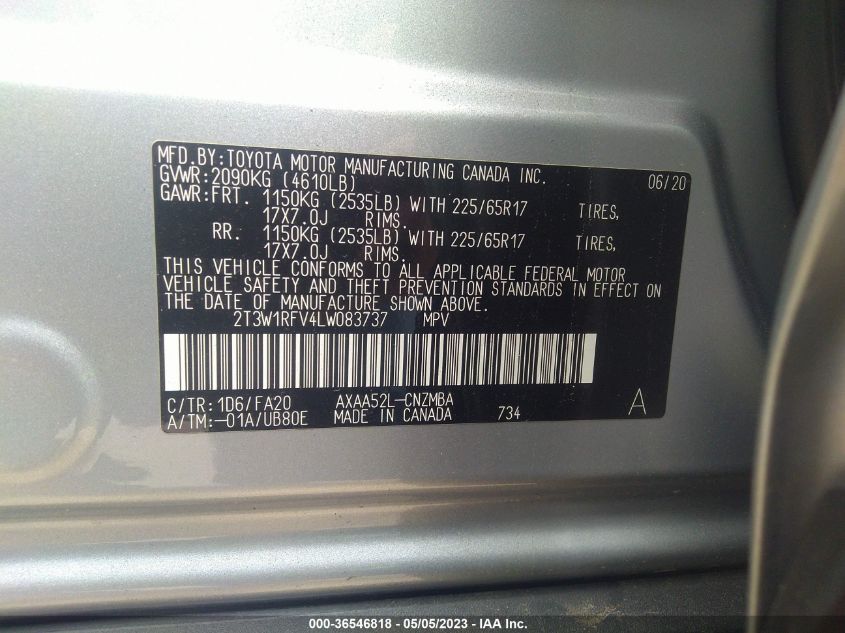 MFD.BY:TOYOTA MOTOR MANUFACTURING CANADA INC.
GVWR:2090KG (4610LB) 06/20
GAWR:FRT. 1150KG (2535LB) WITH 225/65R17 TIRES,
17X7.0J RIMS.
RR. 1150KG (2535LB) WITH 225/65R17 TIRES,
17X7.0J RIMS.
THIS VEHICLE CONFORMS TO ALL APPLICABLE FEDERAL MOTOR
VEHICLE SAFETY AND THEFT PREVENTION STANDARDS IN EFFECT ON
THE DATE OF MANUFACTURE SHOWN ABOVE.
2T3W1RFV4LW083737 MPV
C/TR:1D6/FA20 AXAA52L-CNZMBA
A/TM:-01A/UB80E MADE IN CANADA 734 A
000-36546818 - 05/05/2023 - IAA Inc.